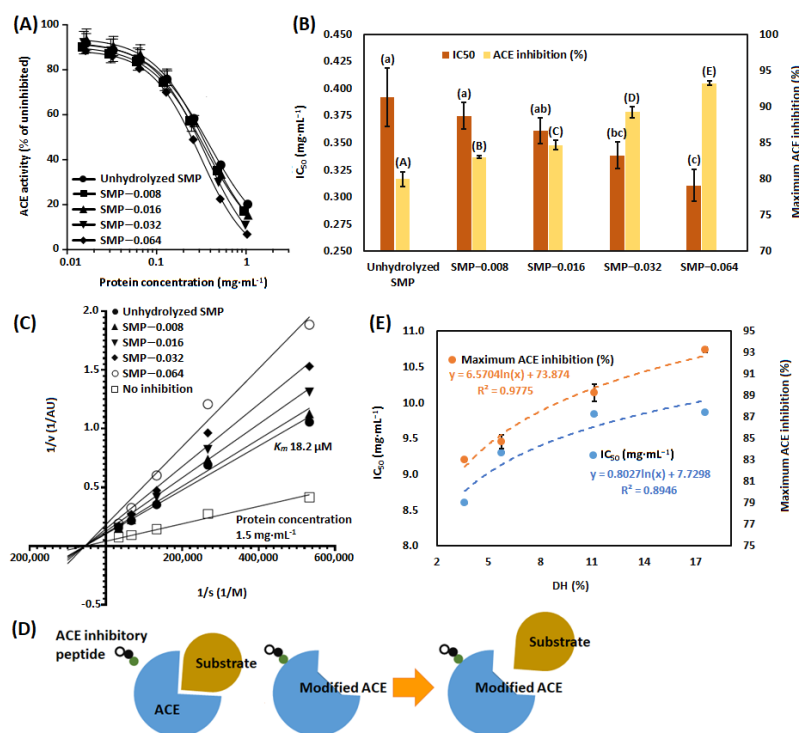 (A)
ACE activity (% of uninhibited)
100
80
60
40
20
0
Unhydrolyzed SMP
SMP−0.008
SMP−0.016
SMP−0.032
SMP−0.064
0.01
0.1
1
Protein concentration (mg·mL⁻¹)
(B)
IC₅₀ (mg·mL⁻¹)
0.450
0.425
0.400
0.375
0.350
0.325
0.300
0.275
0.250
IC50
ACE inbition (%)
(a)
(A)
(a)
(B)
(ab)
(C)
(bc)
(D)
(c)
(E)
Unhydrolyzed
SMP
SMP−0.008
SMP−0.016
SMP−0.032
SMP−0.064
100
95
90
85
80
75
70
Maximum ACE inhibition (%)
(C)
1/v (1/AU)
2.0
1.5
1.0
0.5
-0.5
Unhydrolyzed SMP
SMP−0.008
SMP−0.016
SMP−0.032
SMP−0.064
No inhibition
Kₘ 18.2 µM
Protein concentration
1.5 mg·mL⁻¹
200,000
0
200,000
400,000
600,000
1/s (1/M)
(E)
IC₅₀ (mg·mL⁻¹)
11.0
10.5
10.0
9.5
9.0
8.5
8.0
Maximum ACE inhibition (%)
y = 6.5704ln(x) + 73.874
R² = 0.9775
IC₅₀ (mg·mL⁻¹)
y = 0.8027ln(x) + 7.7298
R² = 0.8946
2
5
8
11
14
17
DH (%)
95
93
91
89
87
85
83
81
79
77
75
Maximum ACE inhibition (%)
(D)
ACE inhibitory
peptide
Substrate
ACE
Modified ACE
Substrate
Modified ACE